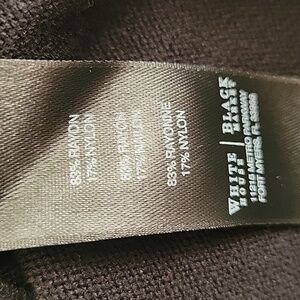 WHITE | BLACK
HOUSE | MARKET
FORT MYERS, FL
83% RAYON
17% NYLON
83% RAYON
17% NYLON
83% RAYONNE
17% NYLON